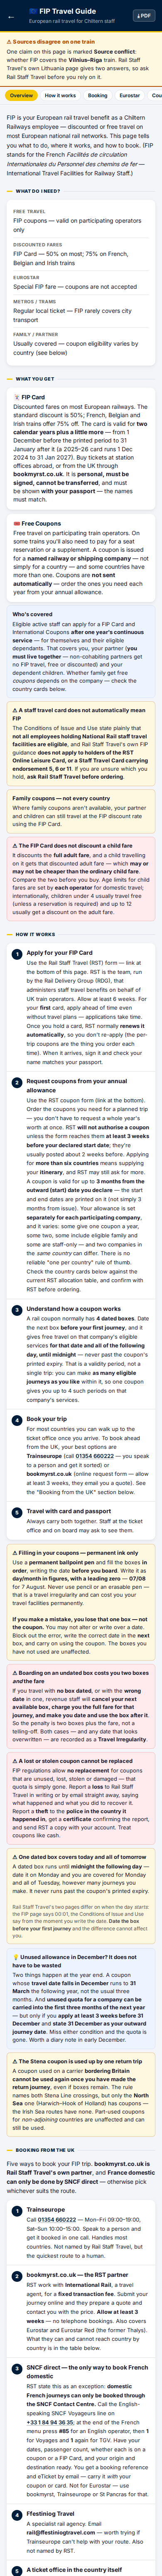 ←
FIP Travel Guide
European rail travel for Chiltern staff
PDF
⚠ Sources disagree on one train
One claim on this page is marked Source conflict:
whether FIP covers the Vilnius–Riga train. Rail
Staff Travel's own Lithuania page gives two answers, so ask
Rail Staff Travel before you rely on it.
Overview
How it works
Booking
Eurostar
Cou
FIP is your European rail travel benefit as a Chiltern
Railways employee — discounted or free travel on
most European national rail networks. This page tells
you what it covers, where it works, and how to book. (FIP
stands for the French Facilités de circulation
internationales du Personnel des chemins de fer —
International Travel Facilities for Railway Staff.)
WHAT DO I NEED?
FREE TRAVEL
FIP coupons — valid on participating operators
only
DISCOUNTED FARES
FIP Card — 50% on most; 75% on French,
Belgian and Irish trains
EUROSTAR
Special FIP fare — coupons are not accepted
METROS / TRAMS
Regular local ticket — FIP rarely covers city
transport
FAMILY / PARTNER
Usually covered — coupon eligibility varies by
country (see below)
WHAT YOU GET
FIP Card
Discounted fares on most European railways. The
standard discount is 50%; French, Belgian and
Irish trains offer 75% off. The card is valid for two
calendar years plus a little more — from 1
December before the printed period to 31
January after it (a 2025–26 card runs 1 Dec
2024 to 31 Jan 2027). Buy tickets at station
offices abroad, or from the UK through
bookmyrst.co.uk. It is personal, must be
signed, cannot be transferred, and must
be shown with your passport — the names
must match.
Free Coupons
Free travel on participating train operators. On
some trains you'll also need to pay for a seat
reservation or a supplement. A coupon is issued
for a named railway or shipping company — not
simply for a country — and some countries have
more than one. Coupons are not sent
automatically — order the ones you need each
year from your annual allowance.
Who's covered
Eligible active staff can apply for a FIP Card and
International Coupons after one year's continuous
service — for themselves and their eligible
dependants. That covers you, your partner (you
must live together — non-cohabiting partners get
no FIP travel, free or discounted) and your
dependent children. Whether family get free
coupons depends on the company — check the
country cards below.
⚠ A staff travel card does not automatically mean
FIP
The Conditions of Issue and Use state plainly that
not all employees holding National Rail staff travel
facilities are eligible, and Rail Staff Travel's own FIP
guidance does not apply to holders of the RST
Online Leisure Card, or a Staff Travel Card carrying
endorsement S, 8 or 11. If you are unsure which you
hold, ask Rail Staff Travel before ordering.
Family coupons — not every country
Where family coupons aren't available, your partner
and children can still travel at the FIP discount rate
using the FIP Card.
⚠ The FIP Card does not discount a child fare
It discounts the full adult fare, and a child travelling
on it gets that same discounted adult fare — which may or
may not be cheaper than the ordinary child fare.
Compare the two before you buy. Age limits for child
fares are set by each operator for domestic travel;
internationally, children under 4 usually travel free
(unless a reservation is required) and up to 12
usually get a discount on the adult fare.
HOW IT WORKS
1
Apply for your FIP Card
Use the Rail Staff Travel (RST) form — link at
the bottom of this page. RST is the team, run
by the Rail Delivery Group (RDG), that
administers staff travel benefits on behalf of
UK train operators. Allow at least 6 weeks. For
your first card, apply ahead of time even
without travel plans — applications take time.
Once you hold a card, RST normally renews it
automatically, so you don't re-apply (the per-
trip coupons are the thing you order each
time). When it arrives, sign it and check your
name matches your passport.
2
Request coupons from your annual
allowance
Use the RST coupon form (link at the bottom).
Order the coupons you need for a planned trip
— you don't have to request a whole year's
worth at once. RST will not authorise a coupon
unless the form reaches them at least 3 weeks
before your declared start date; they're
usually posted about 2 weeks before. Applying
for more than six countries means supplying
your itinerary, and RST may still ask for more.
A coupon is valid for up to 3 months from the
outward (start) date you declare — the start
and end dates are printed on it (not simply 3
months from issue). Your allowance is set
separately for each participating company,
and it varies: some give one coupon a year,
some two, some include eligible family and
some are staff-only — and two companies in
the same country can differ. There is no
reliable "one per country" rule of thumb.
Check the country cards below against the
current RST allocation table, and confirm with
RST before ordering.
3
Understand how a coupon works
A rail coupon normally has 4 dated boxes. Date
the next box before your first journey, and it
gives free travel on that company's eligible
services for that date and all of the following
day, until midnight — never past the coupon's
printed expiry. That is a validity period, not a
single trip: you can make as many eligible
journeys as you like within it, so one coupon
gives you up to 4 such periods on that
company's services.
4
Book your trip
For most countries you can walk up to the
ticket office once you arrive. To book ahead
from the UK, your best options are
Trainseurope (call 01354 660222 — you speak
to a person and get it sorted) or
bookmyrst.co.uk (online request form — allow
at least 3 weeks, they email you a quote). See
the "Booking from the UK" section below.
5
Travel with card and passport
Always carry both together. Staff at the ticket
office and on board may ask to see them.
⚠ Filling in your coupons — permanent ink only
Use a permanent ballpoint pen and fill the boxes in
order, writing the date before you board. Write it as
day/month in figures, with a leading zero — 07/08
for 7 August. Never use pencil or an erasable pen —
that is a travel irregularity and can cost you your
travel facilities permanently.
If you make a mistake, you lose that one box — not
the coupon. You may not alter or write over a date.
Block out the error, write the correct date in the next
box, and carry on using the coupon. The boxes you
have not used are unaffected.
⚠ Boarding on an undated box costs you two boxes
and the fare
If you travel with no box dated, or with the wrong
date in one, revenue staff will cancel your next
available box, charge you the full fare for that
journey, and make you date and use the box after it.
So the penalty is two boxes plus the fare, not a
telling-off. Both cases — and any date that looks
overwritten — are recorded as a Travel Irregularity.
⚠ A lost or stolen coupon cannot be replaced
FIP regulations allow no replacement for coupons
that are unused, lost, stolen or damaged — that is
quite simply gone. Report a loss to Rail Staff
Travel in writing or by email straight away, saying
what happened and what you did to recover it.
Report a theft to the police in the country it
happened in, get a certificate confirming the report,
and send RST a copy with your account. Treat
coupons like cash.
⚠ One dated box covers today and all of tomorrow
A dated box runs until midnight the following day —
date it on Monday and you are covered for Monday
and all of Tuesday, however many journeys you
make. It never runs past the coupon's printed expiry.
Rail Staff Travel's two pages differ on when the day starts:
the FIP page says 00:01, the Conditions of Issue and Use
say from the moment you validate the box. Date the box
before your first journey and the difference cannot affect
you.
Unused allowance in December? It does not
have to be wasted
Two things happen at the year end. A coupon
whose travel date falls in December runs to 31
March the following year, not the usual three
months. And unused quota for a company can be
carried into the first three months of the next year
— but only if you apply at least 3 weeks before 31
December and state 31 December as your outward
journey date. Miss either condition and the quota is
gone. Worth a diary note in early December.
⚠ The Stena coupon is used up by one return trip
A coupon used on a carrier bordering Britain
cannot be used again once you have made the
return journey, even if boxes remain. The rule
names both Stena Line crossings, but only the North
Sea one (Harwich–Hook of Holland) has coupons —
the Irish Sea routes have none. Part-used coupons
for non-adjoining countries are unaffected and can
still be used.
BOOKING FROM THE UK
Five ways to book your FIP trip. bookmyrst.co.uk is
Rail Staff Travel's own partner, and France domestic
can only be done by SNCF direct — otherwise pick
whichever suits the route.
1
Trainseurope
Call 01354 660222 — Mon–Fri 09:00–19:00,
Sat–Sun 10:00–15:00. Speak to a person and
get it sorted on the call. Handles most
countries. Not named by Rail Staff Travel, but
the quickest route to a human.
2
bookmyrst.co.uk — the RST partner
RST work with International Rail, a travel
agent, for a fixed transaction fee. Submit your
journey online and they send a quote and
contact you with the price. Allow at least 3
weeks — no telephone bookings. Also covers
Eurostar and Residenz Red (the other Thalys).
What they can and cannot reach country by
country is in the table below.
3
SNCF direct — the only way to book French
domestic
RST state this as an exception: domestic
French journeys can only be booked through
the SNCF Contact Centre. Call the English-
speaking SNCF Voyageurs line on
+33 1 84 94 36 35; at the end of the French
menu press #85 for an English operator, then 1
for Voyages and 1 again for TGV. Have your
dates, passenger count, whether each is on a
coupon or a FIP Card, and your origin and
destination ready. You get a booking reference
and eTicket by email — carry it with your
coupon or card. Not for Eurostar — use
bookmyrst, Trainseurope or St Pancras for that.
4
Ffestiniog Travel
A specialist rail agency. Email
rail@ffestiniogtravel.com — worth trying if
Trainseurope can't help with your route. Also
not named by RST.
5
A ticket office in the country itself